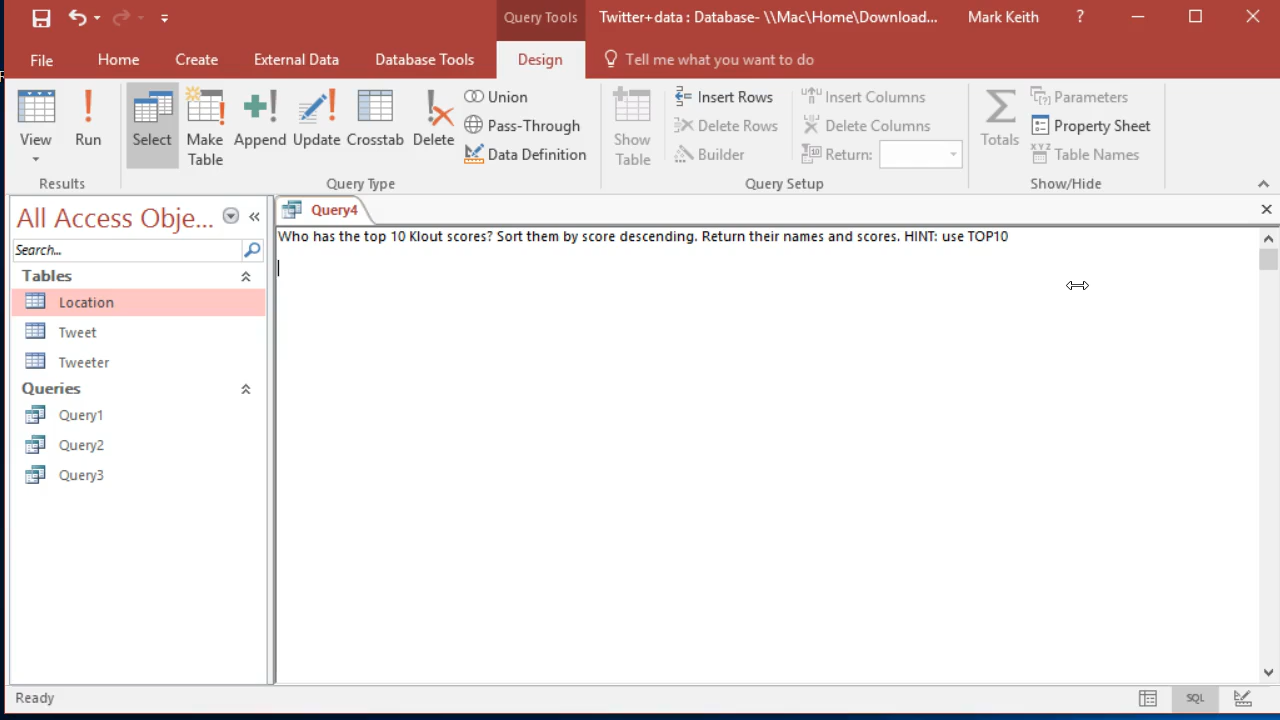 Query Tools
Twitter+data : Database- \\Mac\Home\Download...
Mark Keith
?
File
Home
Create
External Data
Database Tools
Design
Tell me what you want to do
View
Run
Select
Make Table
Append
Update
Crosstab
Delete
Union
Pass-Through
Data Definition
Show Table
Insert Rows
Delete Rows
Builder
Insert Columns
Delete Columns
Return:
Totals
Parameters
Property Sheet
Table Names
Results
Query Type
Query Setup
Show/Hide
All Access Obje...
Search...
Tables
Location
Tweet
Tweeter
Queries
Query1
Query2
Query3
Query4
Who has the top 10 Klout scores? Sort them by score descending. Return their names and scores. HINT: use TOP10
Ready
SQL